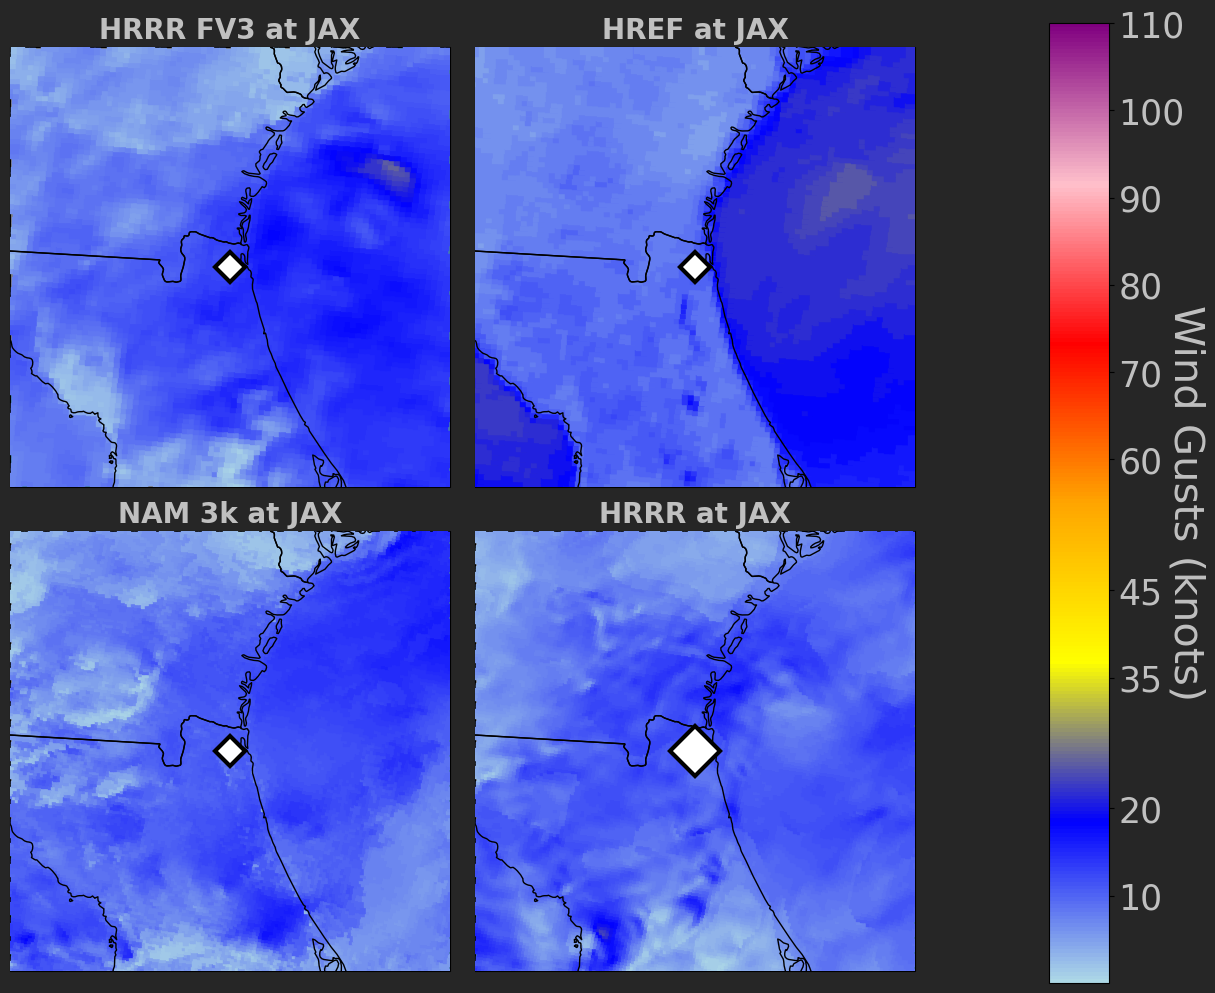 HRRR FV3 at JAX
HREF at JAX
NAM 3k at JAX
HRRR at JAX
110
100
90
80
70
60
45
35
20
10
Wind Gusts (knots)